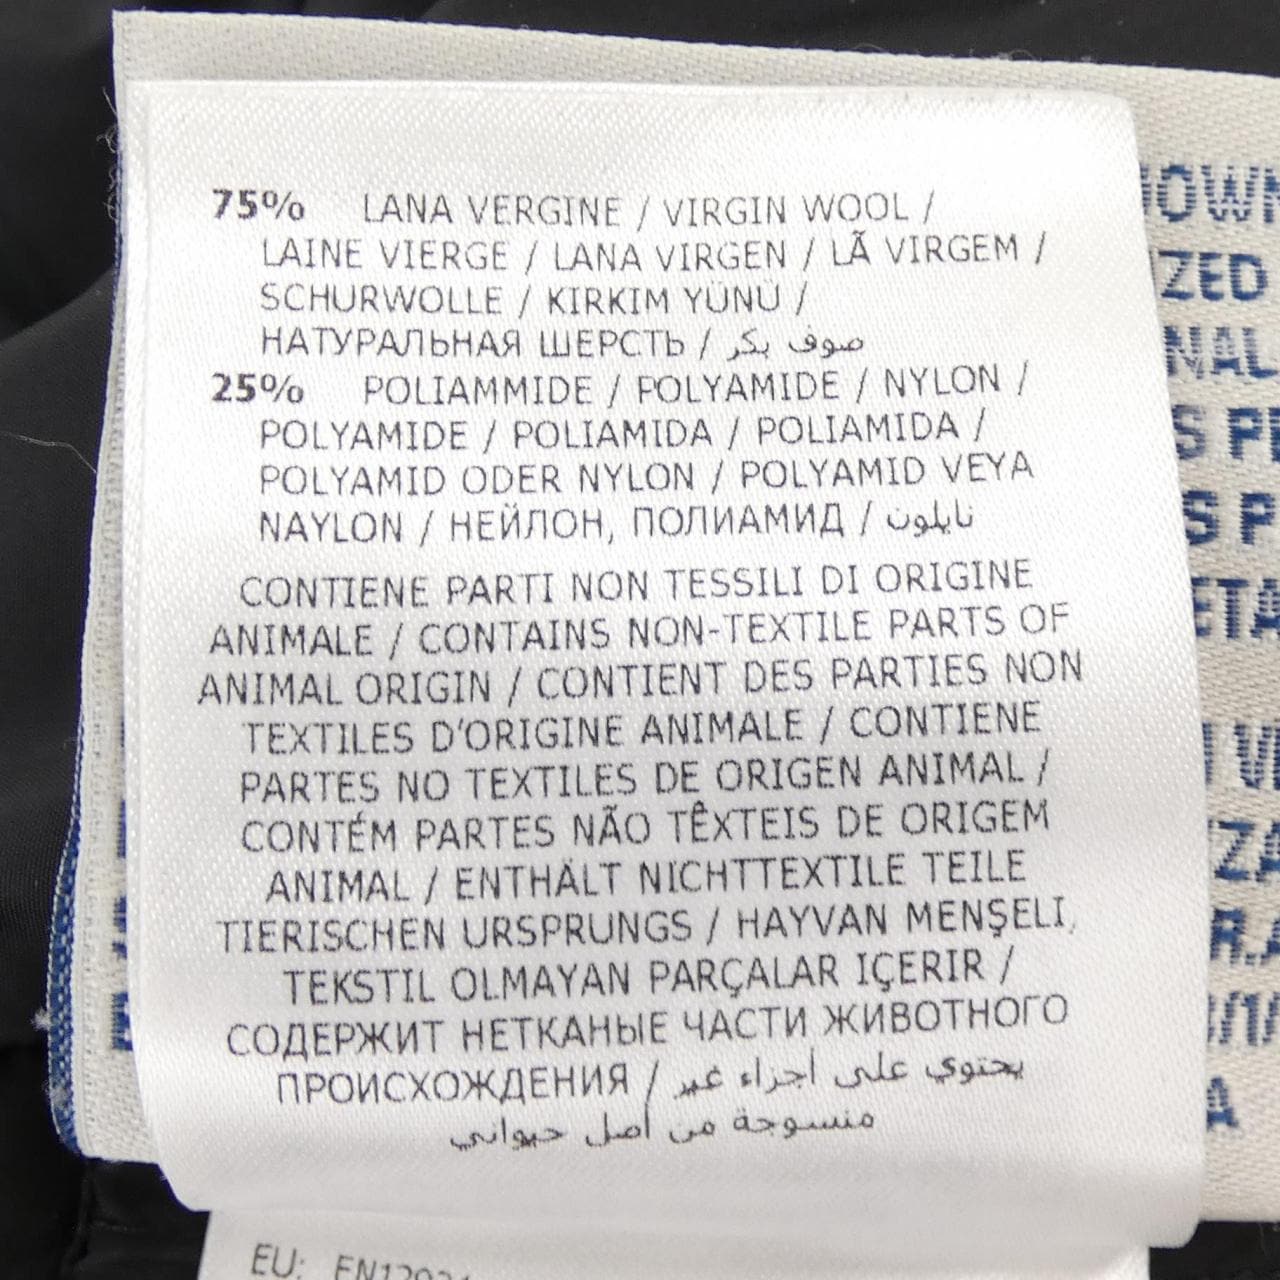 75% LANA VERGINE / VIRGIN WOOL /
LAINE VIERGE / LANA VIRGEN / LÃ VIRGEM /
SCHURWOLLE / KIRKIM YÜNÜ /
НАТУРАЛЬНАЯ ШЕРСТЬ / صوف بكر
25% POLIAMMIDE / POLYAMIDE / NYLON /
POLYAMIDE / POLIAMIDA / POLIAMIDA /
POLYAMID ODER NYLON / POLYAMID VEYA
NAYLON / НЕЙЛОН, ПОЛИАМИД / نايلون
CONTIENE PARTI NON TESSILI DI ORIGINE
ANIMALE / CONTAINS NON-TEXTILE PARTS OF
ANIMAL ORIGIN / CONTIENT DES PARTIES NON
TEXTILES D'ORIGINE ANIMALE / CONTIENE
PARTES NO TEXTILES DE ORIGEN ANIMAL /
CONTÉM PARTES NÃO TÊXTEIS DE ORIGEM
ANIMAL / ENTHÄLT NICHTTEXTILE TEILE
TIERISCHEN URSPRUNGS / HAYVAN MENŞELI,
TEKSTIL OLMAYAN PARÇALAR IÇERIR /
СОДЕРЖИТ НЕТКАНЫЕ ЧАСТИ ЖИВОТНОГО
ПРОИСХОЖДЕНИЯ / يحتوي على أجزاء غير
منسوجة من أصل حيواني
EU: